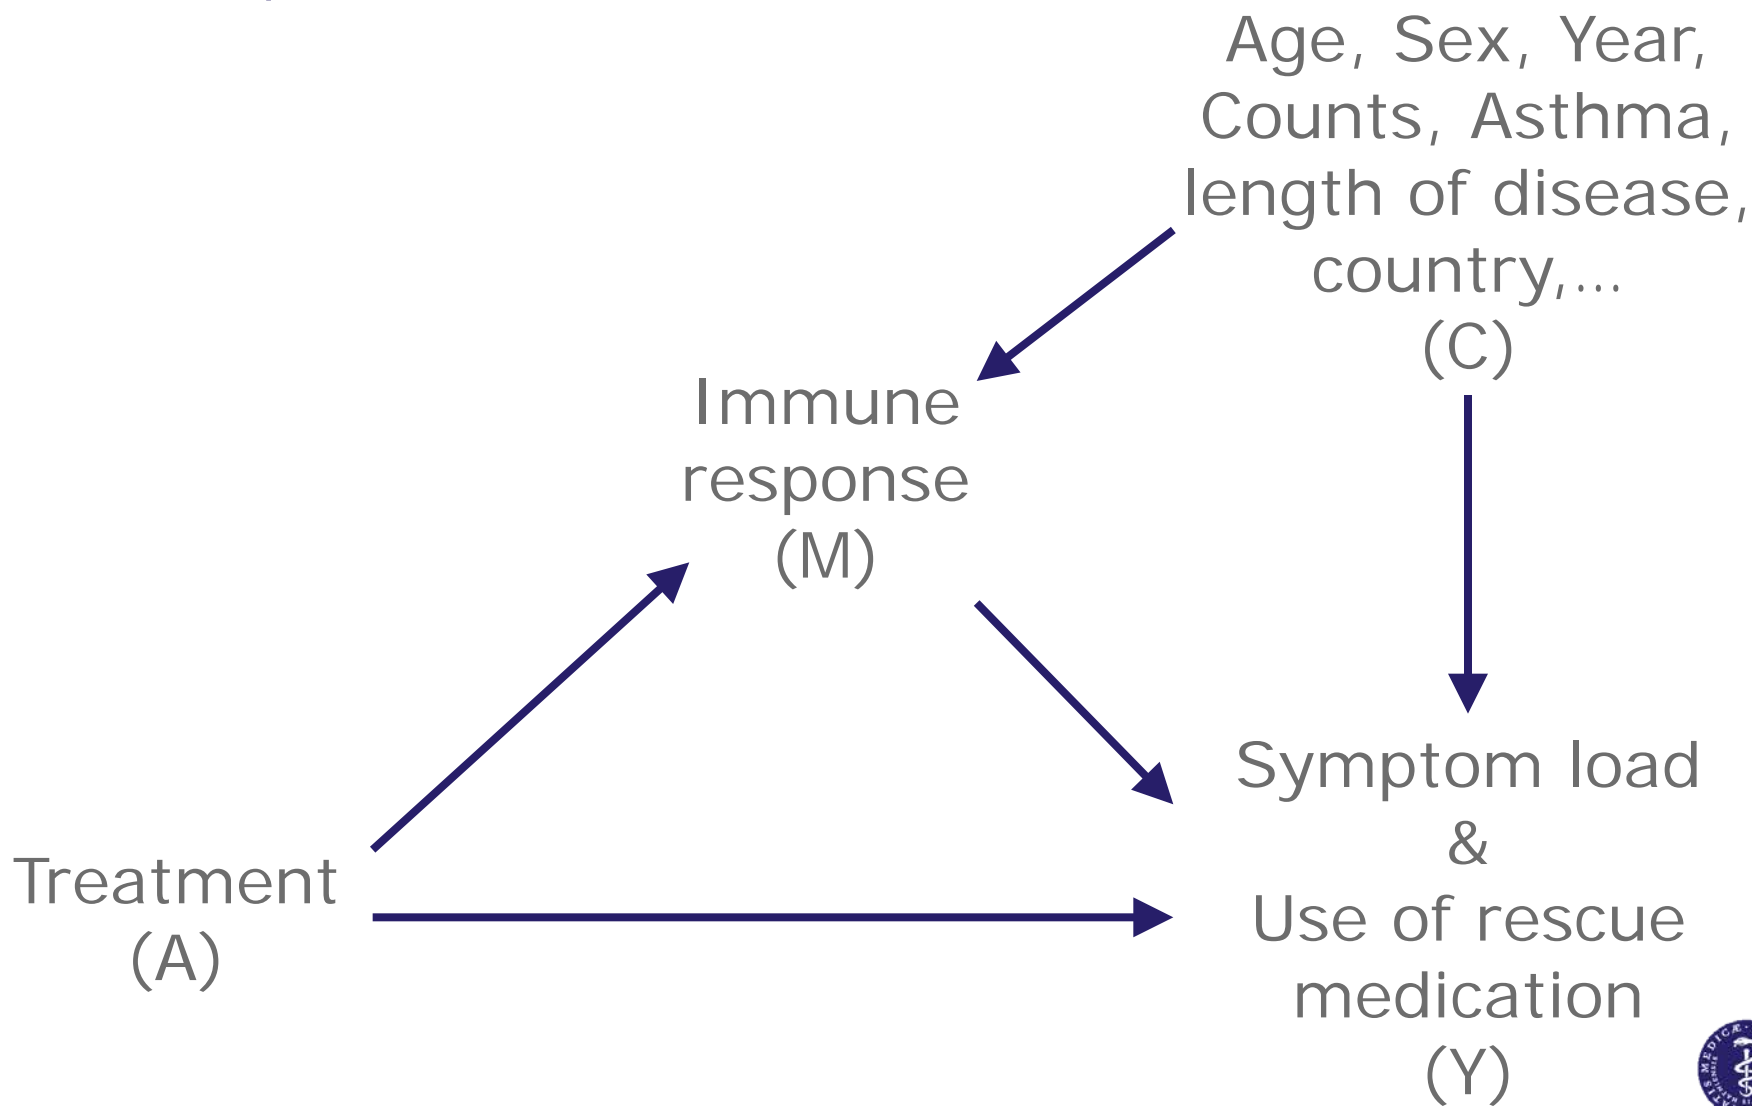 Age, Sex, Year,
Counts, Asthma,
length of disease,
country,...
(C)
Immune
response
(M)
Treatment
(A)
Symptom load
&
Use of rescue
medication
(Y)